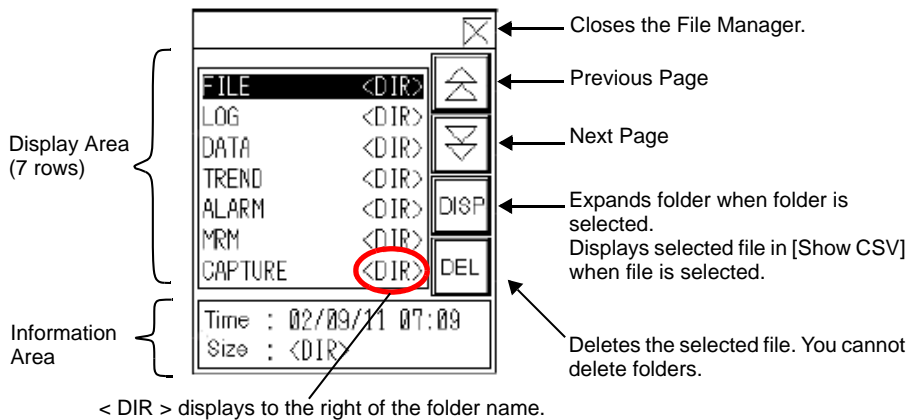 Closes the File Manager.
Previous Page
FILE <DIR>
LOG <DIR>
Next Page
Display Area
(7 rows)
DATA <DIR>
TREND <DIR>
ALARM <DIR>
DISP
Expands folder when folder is
selected.
Displays selected file in [Show CSV]
when file is selected.
MRM <DIR>
CAPTURE <DIR>
DEL
Information
Area
Time : 02/09/11 07:09
Size : <DIR>
Deletes the selected file. You cannot
delete folders.
< DIR > displays to the right of the folder name.